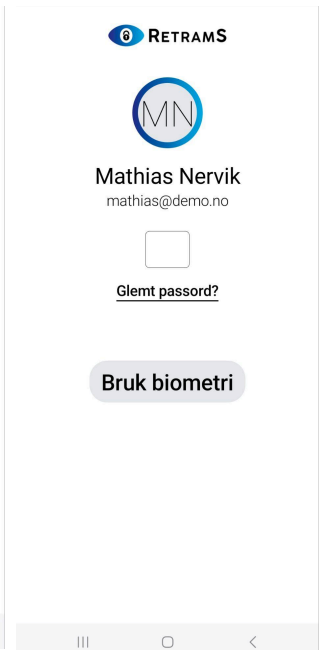 RETRAMS
MN
Mathias Nervik
mathias@demo.no
Glemt passord?
Bruk biometri